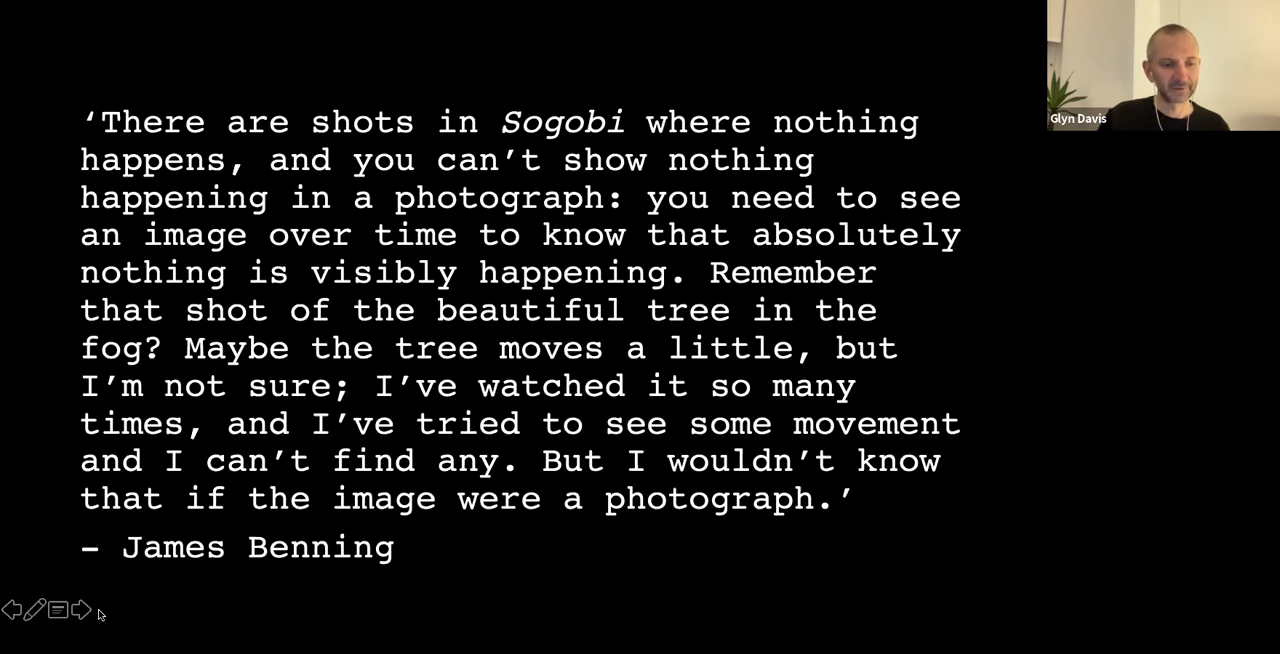 ‘There are shots in Sogobi where nothing
happens, and you can’t show nothing
happening in a photograph: you need to see
an image over time to know that absolutely
nothing is visibly happening. Remember
that shot of the beautiful tree in the
fog? Maybe the tree moves a little, but
I’m not sure; I’ve watched it so many
times, and I’ve tried to see some movement
and I can’t find any. But I wouldn’t know
that if the image were a photograph.’
– James Benning
Glyn Davis